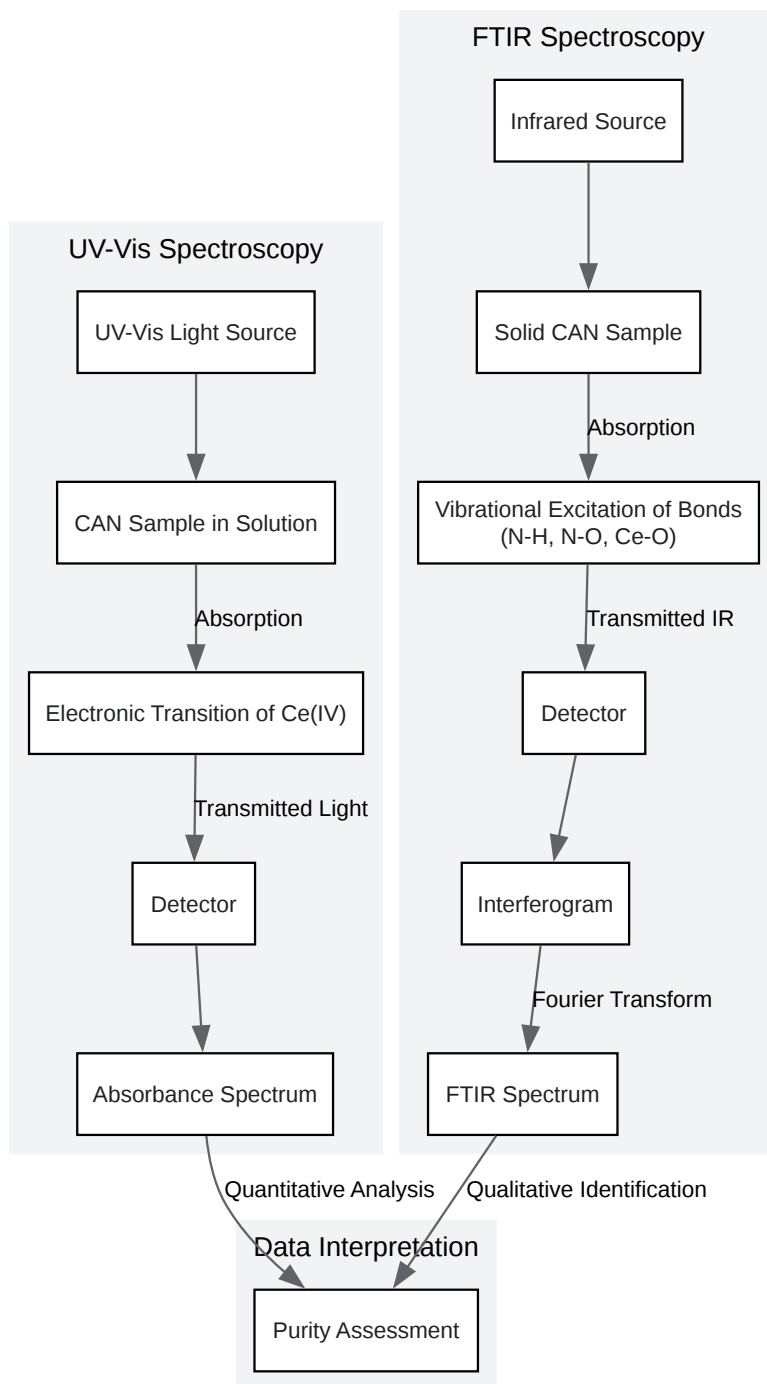 FTIR Spectroscopy
Infrared Source
Solid CAN Sample
Absorption
Vibrational Excitation of Bonds
(N-H, N-O, Ce-O)
Transmitted IR
Detector
Interferogram
Fourier Transform
FTIR Spectrum
Qualitative Identification
UV-Vis Spectroscopy
UV-Vis Light Source
CAN Sample in Solution
Absorption
Electronic Transition of Ce(IV)
Transmitted Light
Detector
Absorbance Spectrum
Quantitative Analysis
Data Interpretation
Purity Assessment